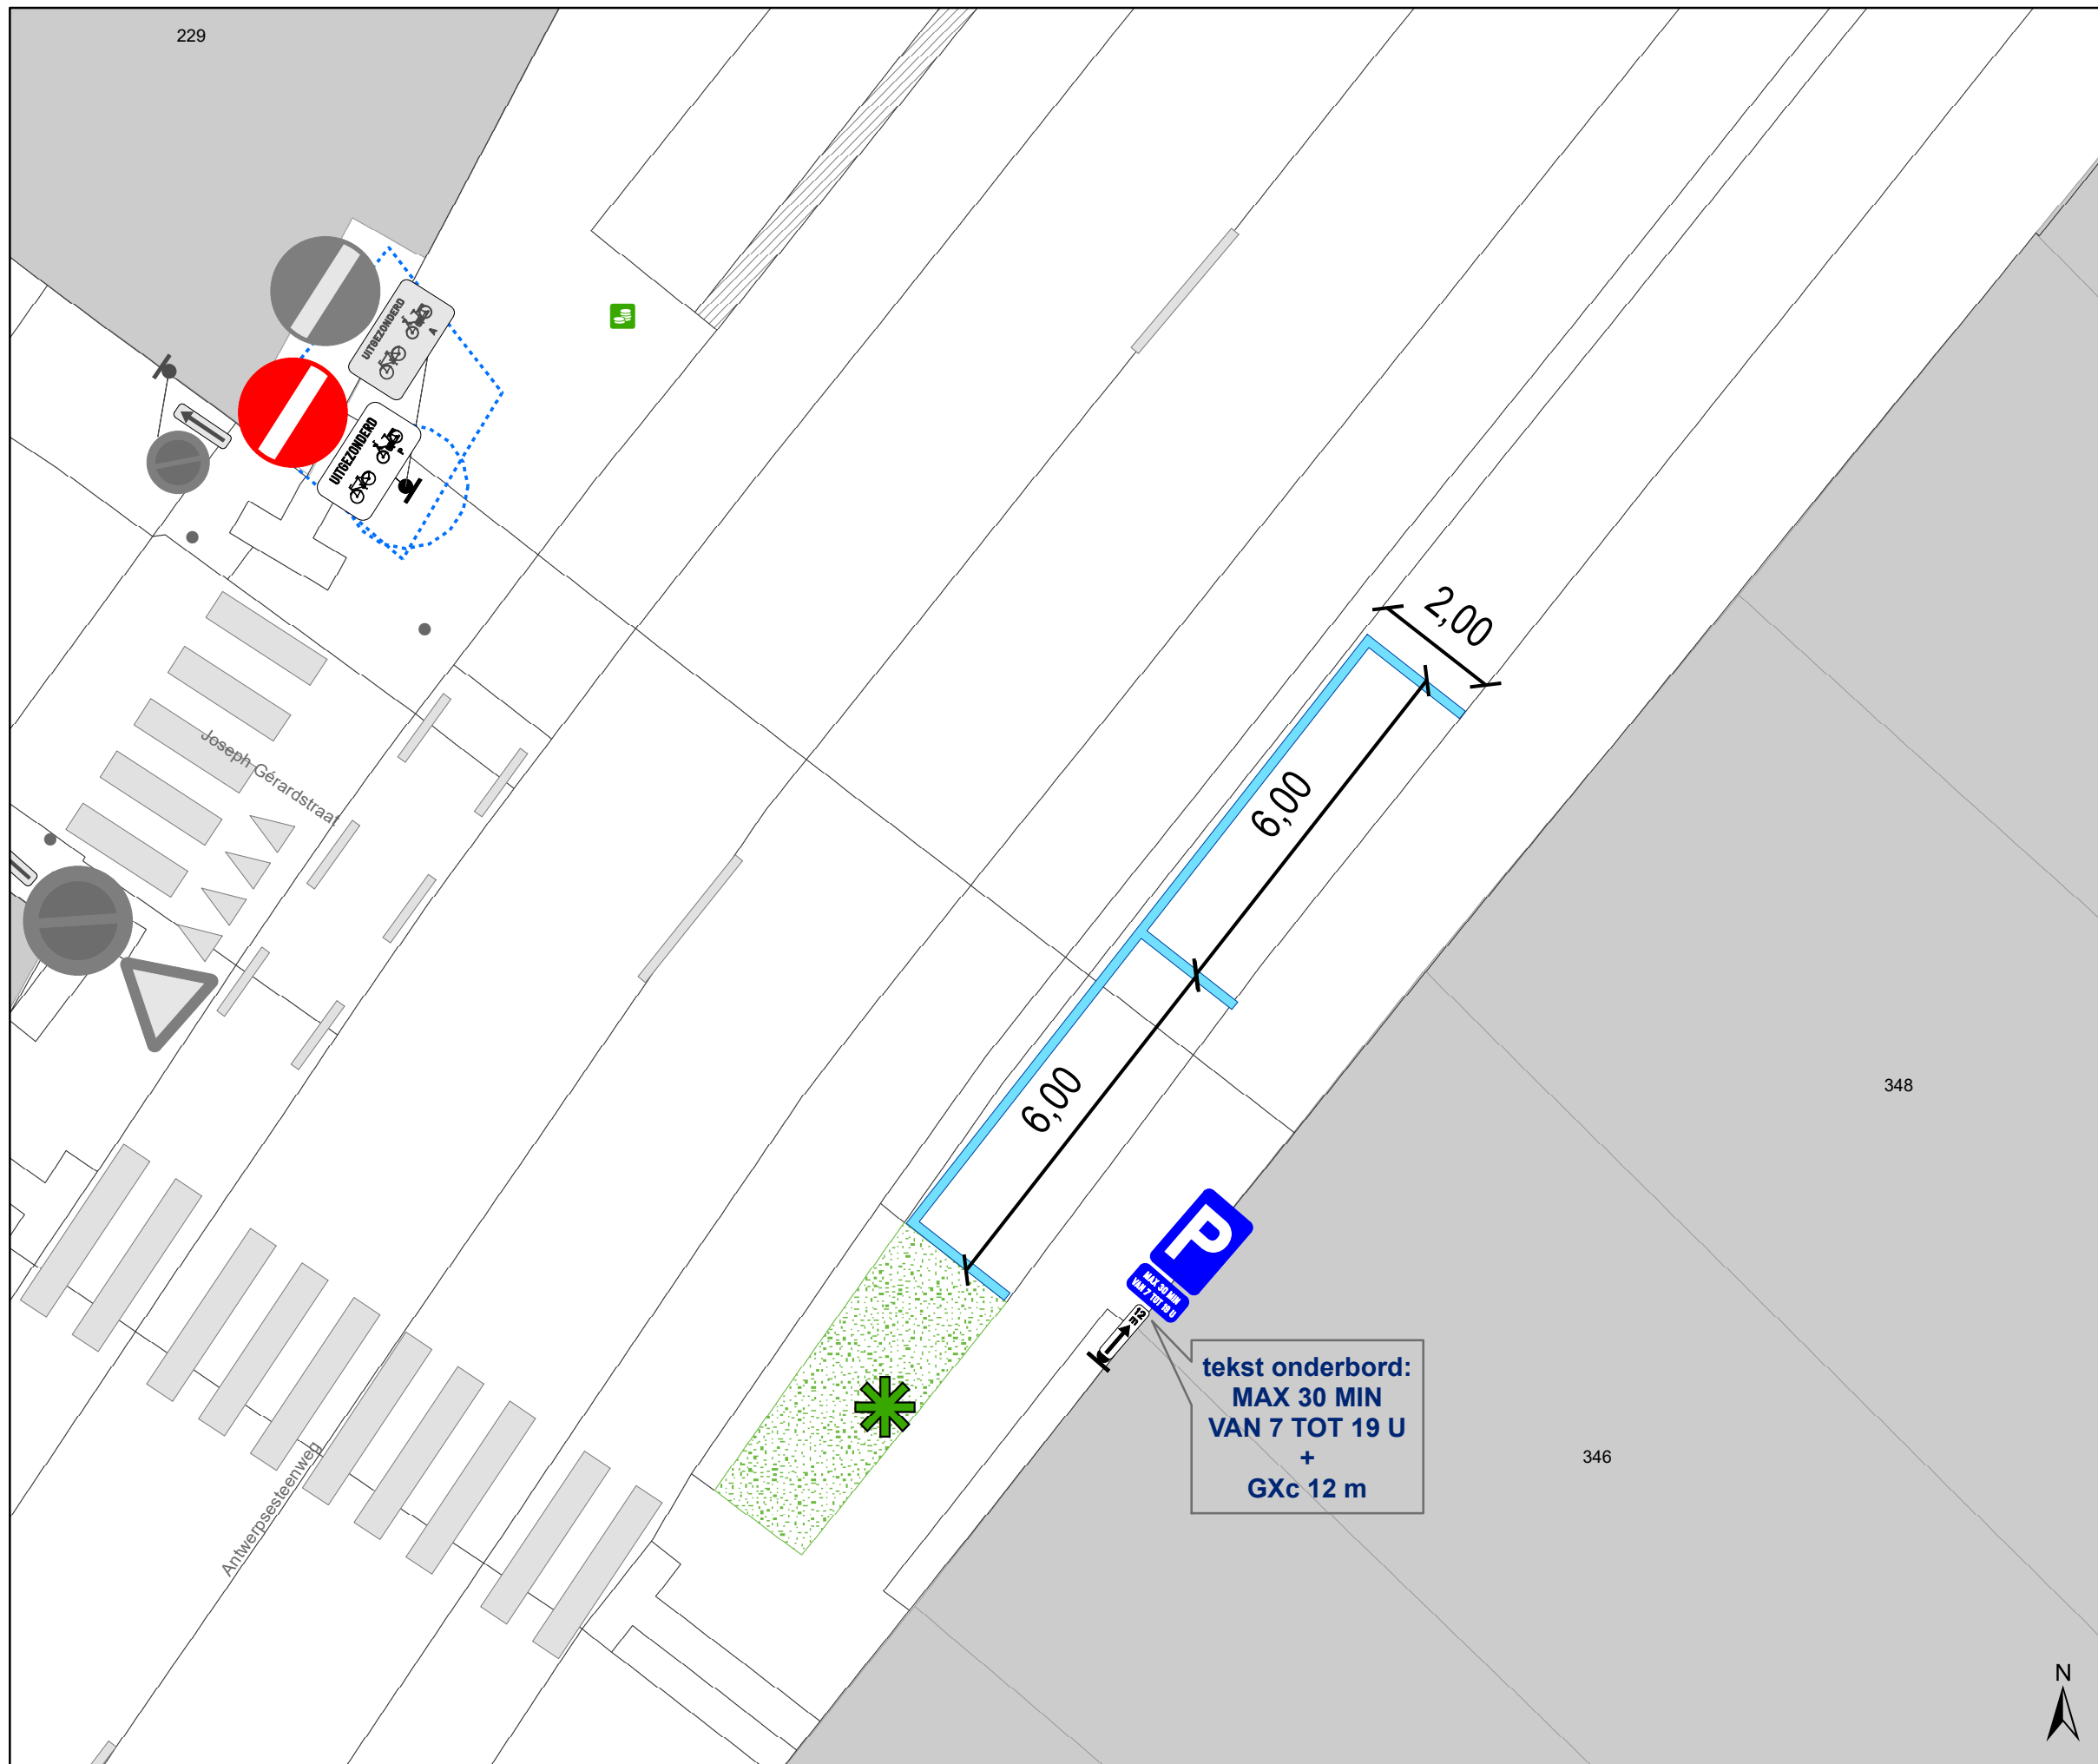 229
UITGEZONDERD
A
UITGEZONDERD
P
2,00
6,00
Joseph Gérardstraat
6,00
348
P
MAX 30 MIN
VAN 7 TOT 19 U
12 m
tekst onderbord:
MAX 30 MIN
VAN 7 TOT 19 U
+
GXc 12 m
346
Antwerpsesteenweg
N